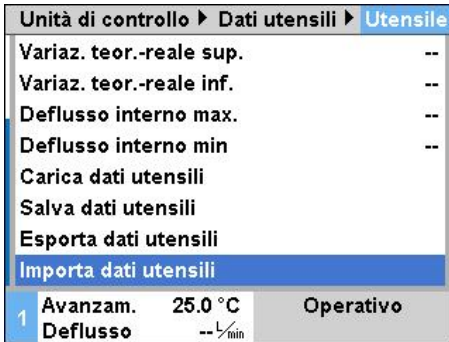 Unità di controllo ▶ Dati utensili ▶ Utensile
Variaz. teor.-reale sup. --
Variaz. teor.-reale inf. --
Deflusso interno max. --
Deflusso interno min --
Carica dati utensili
Salva dati utensili
Esporta dati utensili
Importa dati utensili
1 Avanzam. 25.0 °C Operativo
Deflusso -- L/min